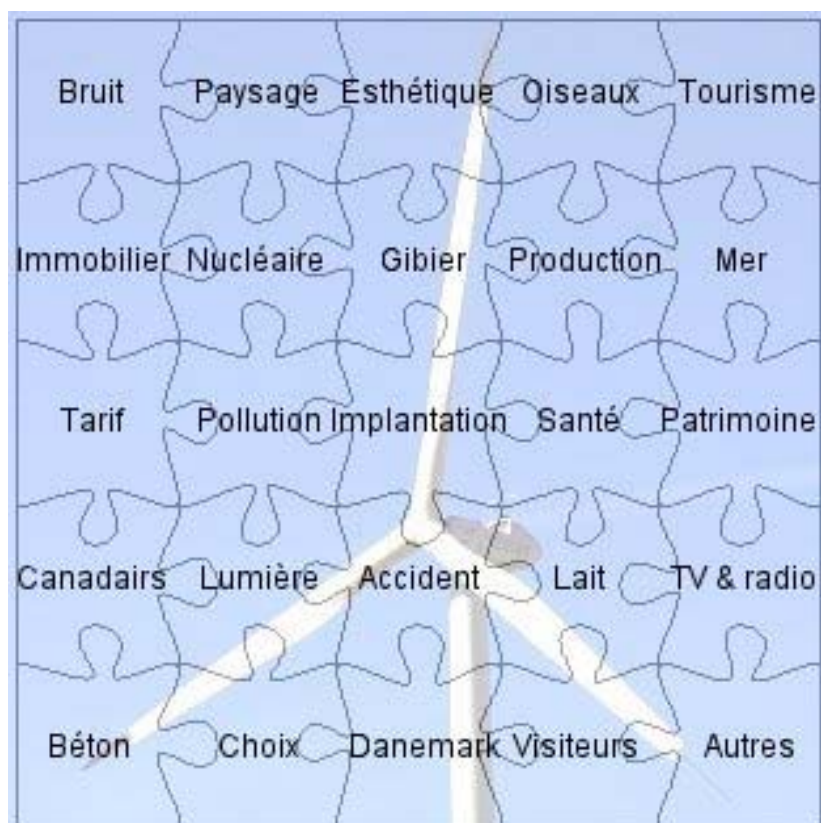 Bruit Paysage Esthétique Oiseaux Tourisme
Immobilier Nucléaire Gibier Production Mer
Tarif Pollution Implantation Santé Patrimoine
Canadairs Lumière Accident Lait TV & radio
Béton Choix Danemark Visiteurs Autres